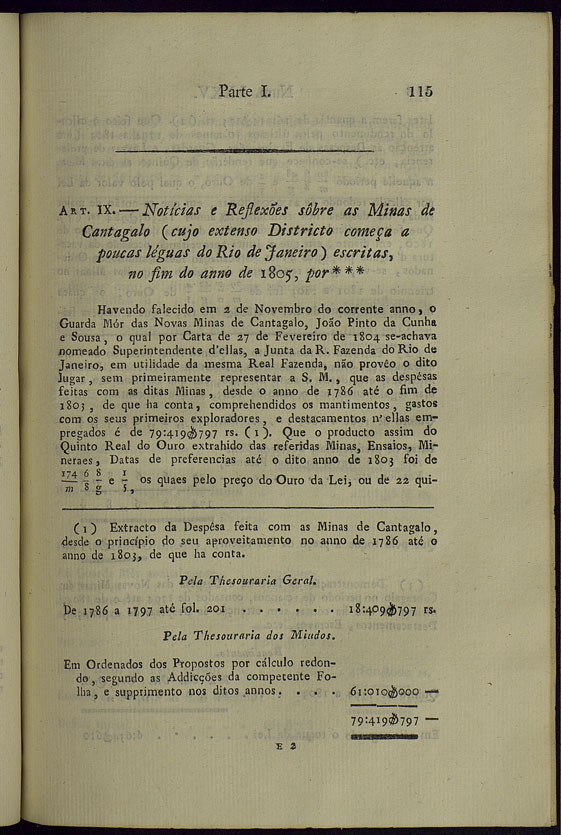 Parte I. 115
ART. IX.—Notícias e Reflexões sôbre as Minas de
Cantagalo (cujo extenso Districto começa a
poucas léguas do Rio de Janeiro) escritas,
no fim do anno de 1805, por * * *
Havendo falecido em 2 de Novembro do corrente anno, o
Guarda Mór das Novas Minas de Cantagalo, João Pinto da Cunha
e Sousa, o qual por Carta de 27 de Fevereiro de 1804 se-achava
nomeado Superintendente d'ellas, a Junta da R. Fazenda do Rio de
Janeiro, em utilidade da mesma Real Fazenda, não provêo o dito
lugar, sem primeiramente representar a S. M., que as despêsas
feitas com as ditas Minas, desde o anno de 1786 até o fim de
1803, de que ha conta, comprehendidos os mantimentos, gastos
com os seus primeiros exploradores, e destacamentos n'ellas em-
pregados é de 79:419$797 rs. (1). Que o producto assim do
Quinto Real do Ouro extrahido das referidas Minas, Ensaios, Mi-
neraes, Datas de preferencias até o dito anno de 1803 foi de
174/m 6/8 8/g e 1/5, os quaes pelo preço do Ouro da Lei, ou de 22 qui-
(1) Extracto da Despêsa feita com as Minas de Cantagalo,
desde o princípio do seu aproveitamento no anno de 1786 até o
anno de 1803, de que ha conta.
Pela Thesouraria Geral.
De 1786 a 1797 até fol. 201 . . . . . . 18:409$797 rs.
Pela Thesouraria dos Miudos.
Em Ordenados dos Propostos por cálculo redon-
do, segundo as Addicções da competente Fo-
lha, e supprimento nos ditos annos. . . . 61:010$000 —
79:419$797 —
E 2